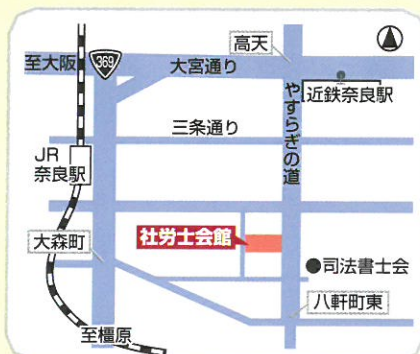 高天
至大阪
369
大宮通り
近鉄奈良駅
やすらぎの道
三条通り
JR
奈良駅
社労士会館
大森町
●司法書士会
八軒町東
至橿原